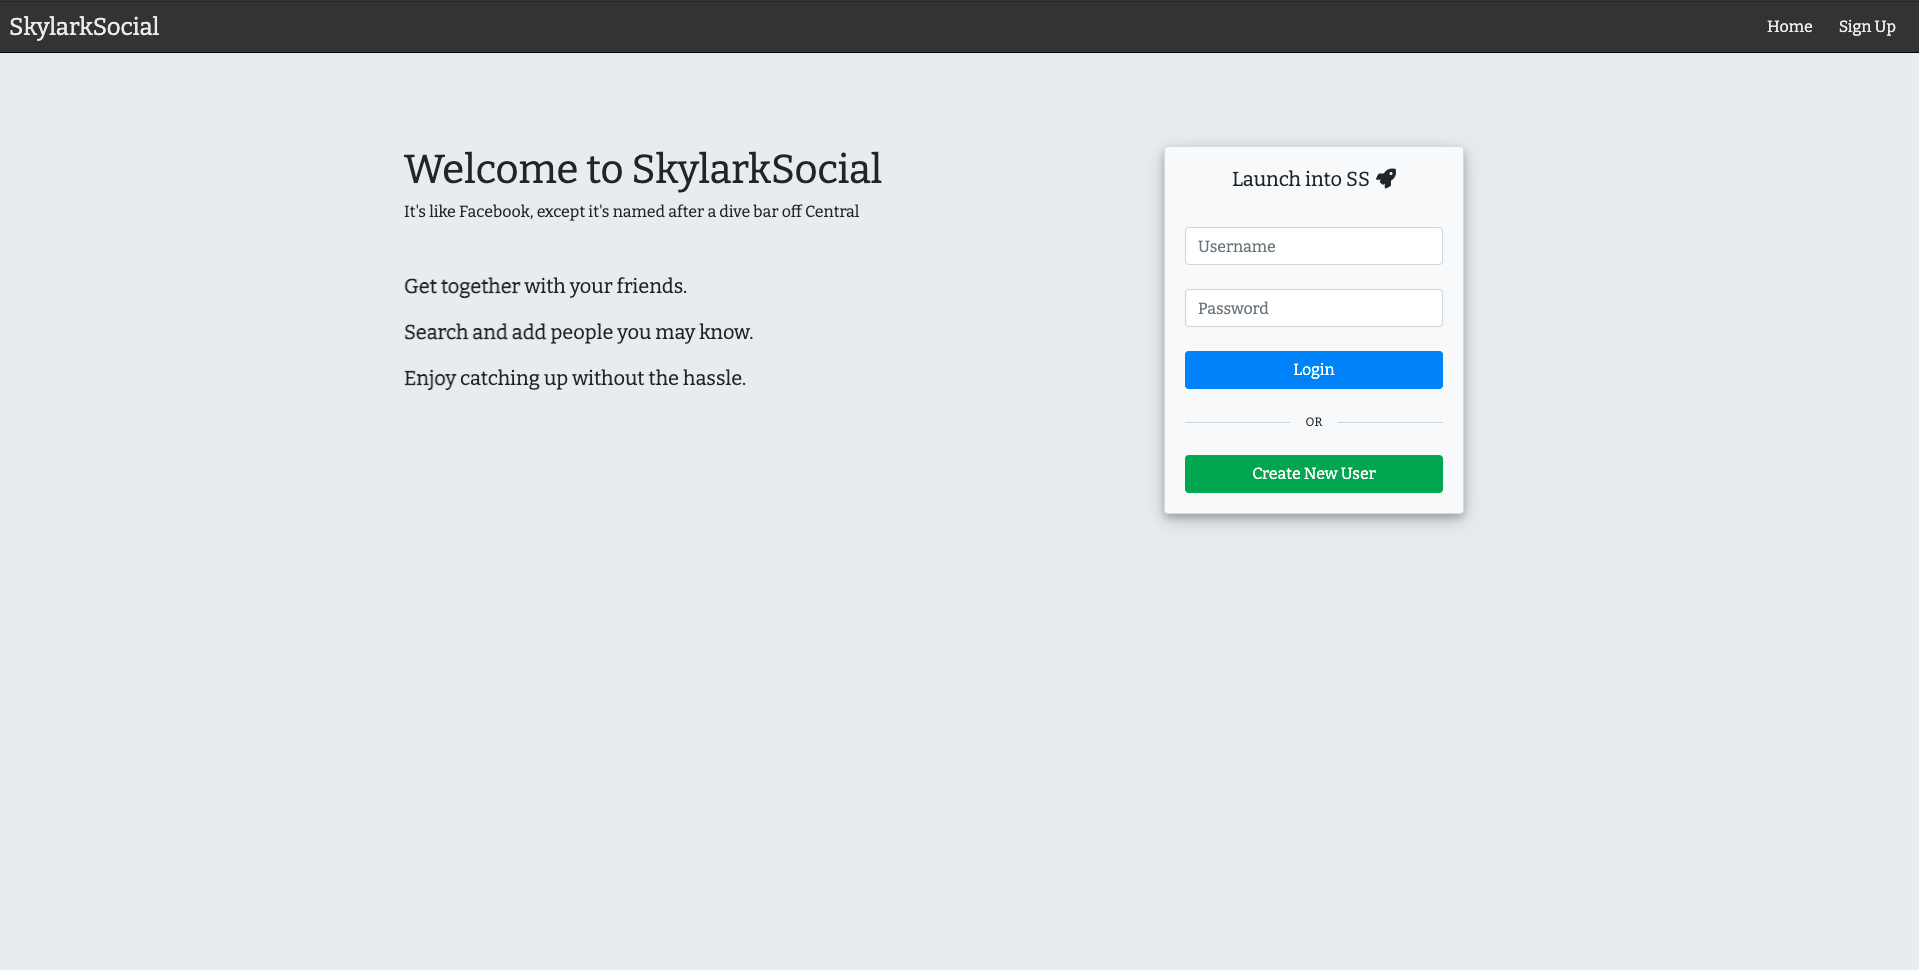 SkylarkSocial
Home
Sign Up
Welcome to SkylarkSocial
It's like Facebook, except it's named after a dive bar off Central
Get together with your friends.
Search and add people you may know.
Enjoy catching up without the hassle.
Launch into SS
Username
Password
Login
OR
Create New User